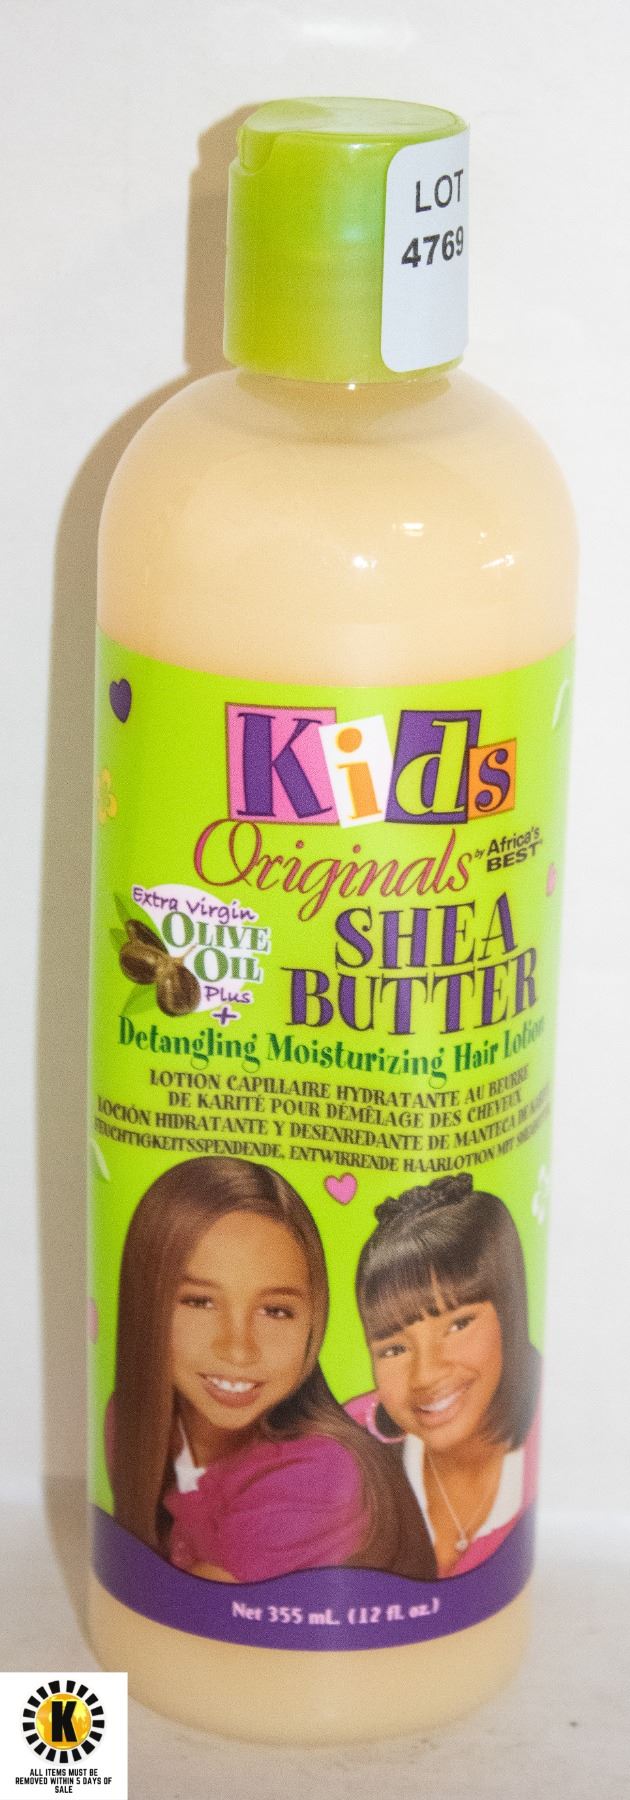 LOT
4769
Kids
Originals by Africa's
BEST
Extra Virgin
OLIVE
OIL
Plus
+
SHEA
BUTTER
Detangling Moisturizing Hair Lotion
LOTION CAPILLAIRE HYDRATANTE AU BEURRE
DE KARITÉ POUR DÉMÊLAGE DES CHEVEUX
LOCIÓN HIDRATANTE Y DESENREDANTE DE MANTECA DE
FEUCHTIGKEITSSPENDENDE, ENTWIRRENDE HAARLOTION MIT
Net 355 mL. (12 fl. oz.)
K
ALL ITEMS MUST BE
REMOVED WITHIN 5 DAYS OF
SALE